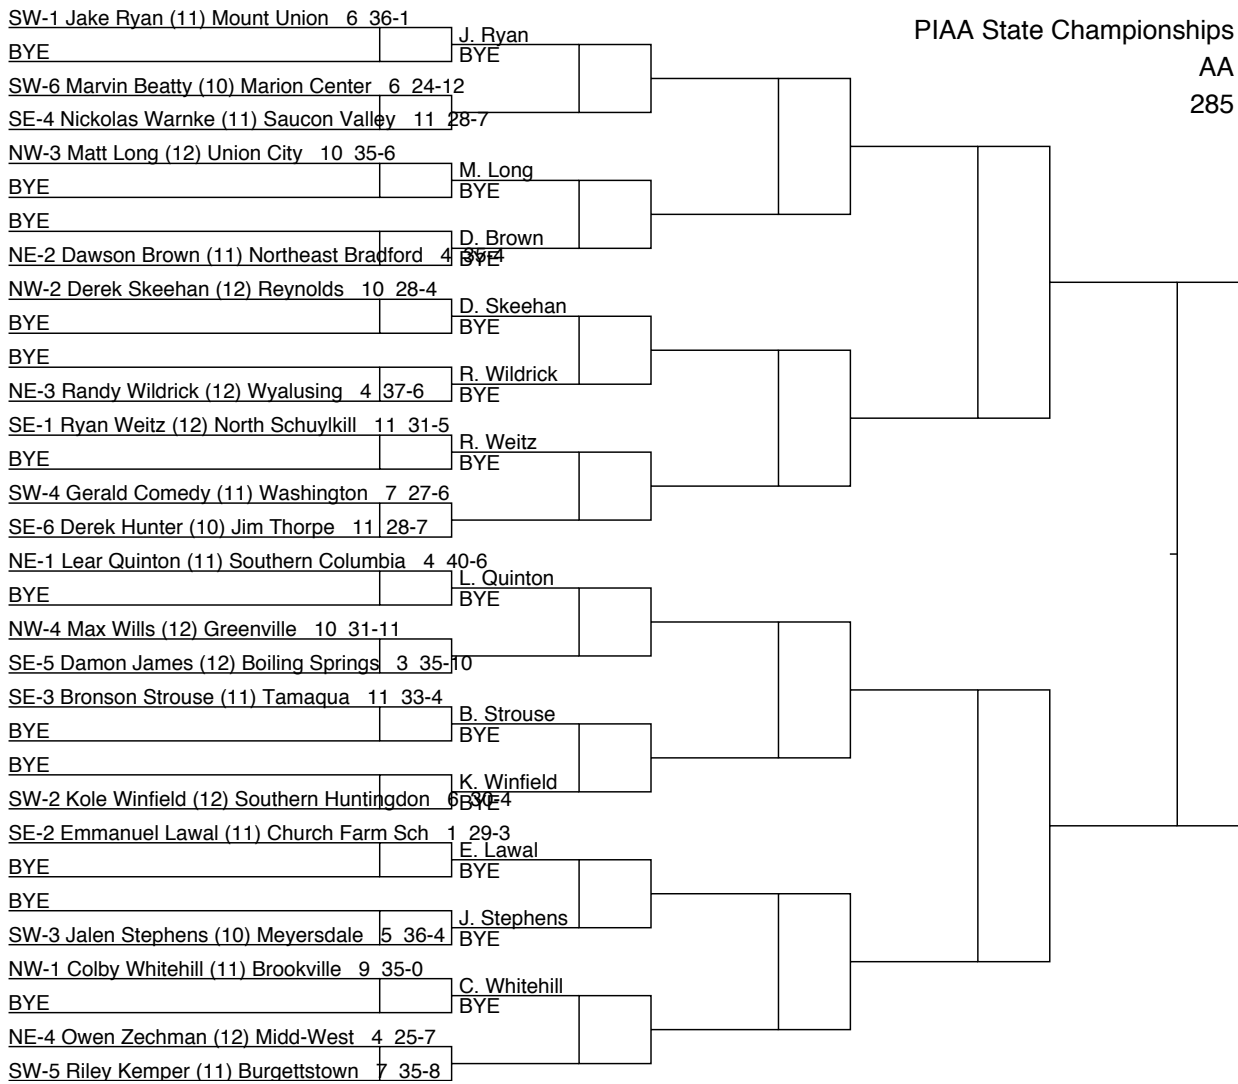 PIAA State Championships
AA
285
SW-1 Jake Ryan (11) Mount Union 6 36-1
J. Ryan
BYE
BYE
SW-6 Marvin Beatty (10) Marion Center 6 24-12
SE-4 Nickolas Warnke (11) Saucon Valley 11 28-7
NW-3 Matt Long (12) Union City 10 35-6
M. Long
BYE
BYE
BYE
D. Brown
BYE
NE-2 Dawson Brown (11) Northeast Bradford 4 35-4
NW-2 Derek Skeehan (12) Reynolds 10 28-4
D. Skeehan
BYE
BYE
BYE
R. Wildrick
BYE
NE-3 Randy Wildrick (12) Wyalusing 4 37-6
SE-1 Ryan Weitz (12) North Schuylkill 11 31-5
R. Weitz
BYE
BYE
SW-4 Gerald Comedy (11) Washington 7 27-6
SE-6 Derek Hunter (10) Jim Thorpe 11 28-7
NE-1 Lear Quinton (11) Southern Columbia 4 40-6
L. Quinton
BYE
BYE
NW-4 Max Wills (12) Greenville 10 31-11
SE-5 Damon James (12) Boiling Springs 3 35-10
SE-3 Bronson Strouse (11) Tamaqua 11 33-4
B. Strouse
BYE
BYE
BYE
K. Winfield
BYE
SW-2 Kole Winfield (12) Southern Huntingdon 6 30-4
SE-2 Emmanuel Lawal (11) Church Farm Sch 1 29-3
E. Lawal
BYE
BYE
BYE
J. Stephens
BYE
SW-3 Jalen Stephens (10) Meyersdale 5 36-4
NW-1 Colby Whitehill (11) Brookville 9 35-0
C. Whitehill
BYE
BYE
NE-4 Owen Zechman (12) Midd-West 4 25-7
SW-5 Riley Kemper (11) Burgettstown 7 35-8